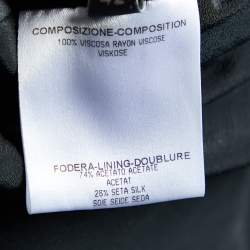 COMPOSIZIONE-COMPOSITION
100% VISCOSA RAYON VISCOSE
VISKOSE
FODERA-LINING-DOUBLURE
74% ACETATO ACETATE
ACETAT
26% SETA SILK
SOIE SEIDE SEDA